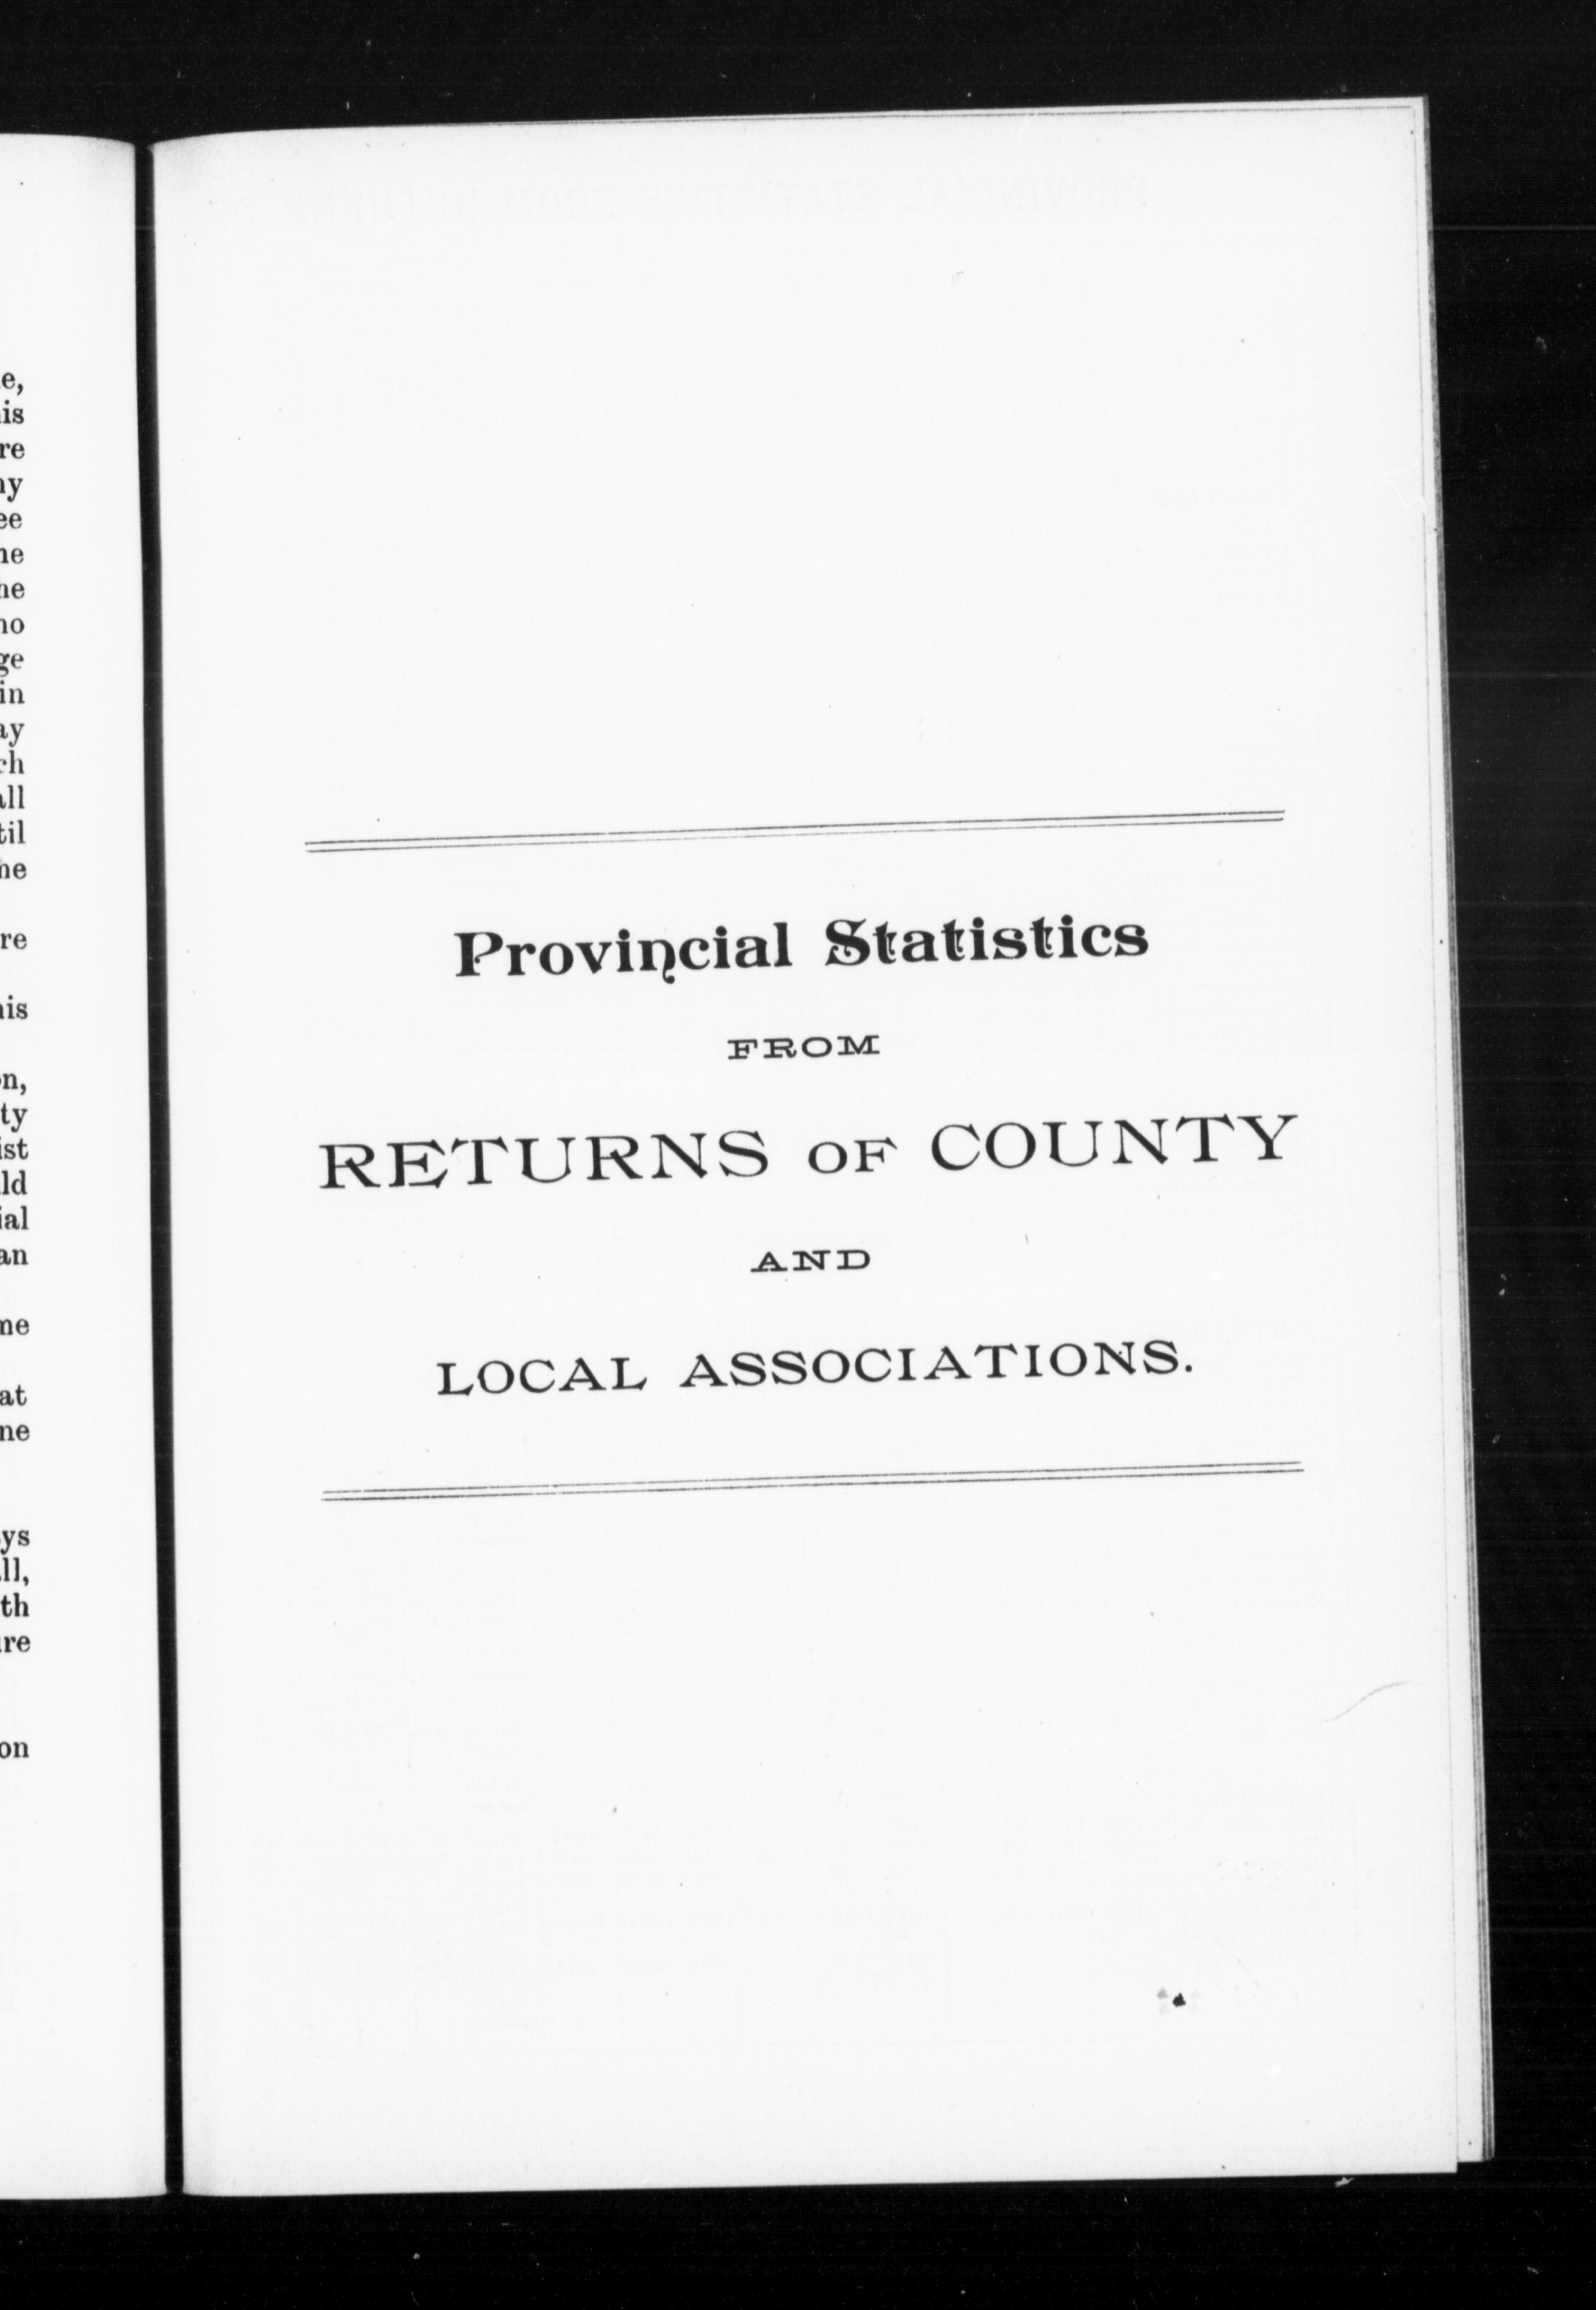 Provincial Statistics
FROM
RETURNS OF COUNTY
AND
LOCAL ASSOCIATIONS.